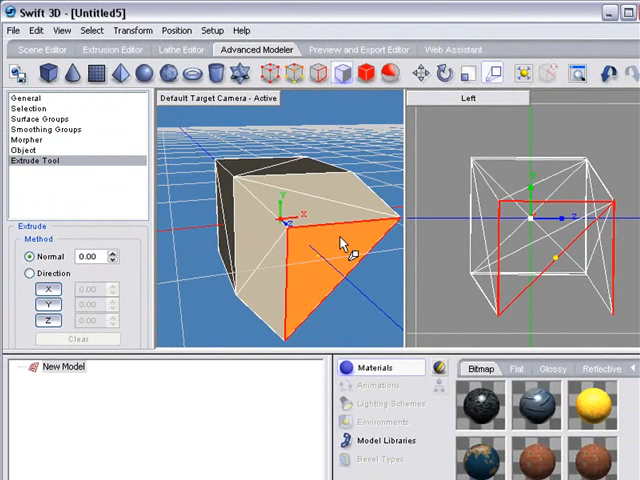 Swift 3D - [Untitled5]
File Edit View Select Transform Position Setup Help
Scene Editor Extrusion Editor Lathe Editor Advanced Modeler Preview and Export Editor Web Assistant
General
Selection
Surface Groups
Smoothing Groups
Morpher
Object
Extrude Tool
Extrude
Method
Normal 0.00
Direction
X 0.00
Y 0.00
Z 0.00
Clear
Default Target Camera - Active
Y
X
Z
Left
Z
New Model
Materials
Animations
Lighting Schemes
Environments
Model Libraries
Bevel Types
Bitmap Flat Glossy Reflective